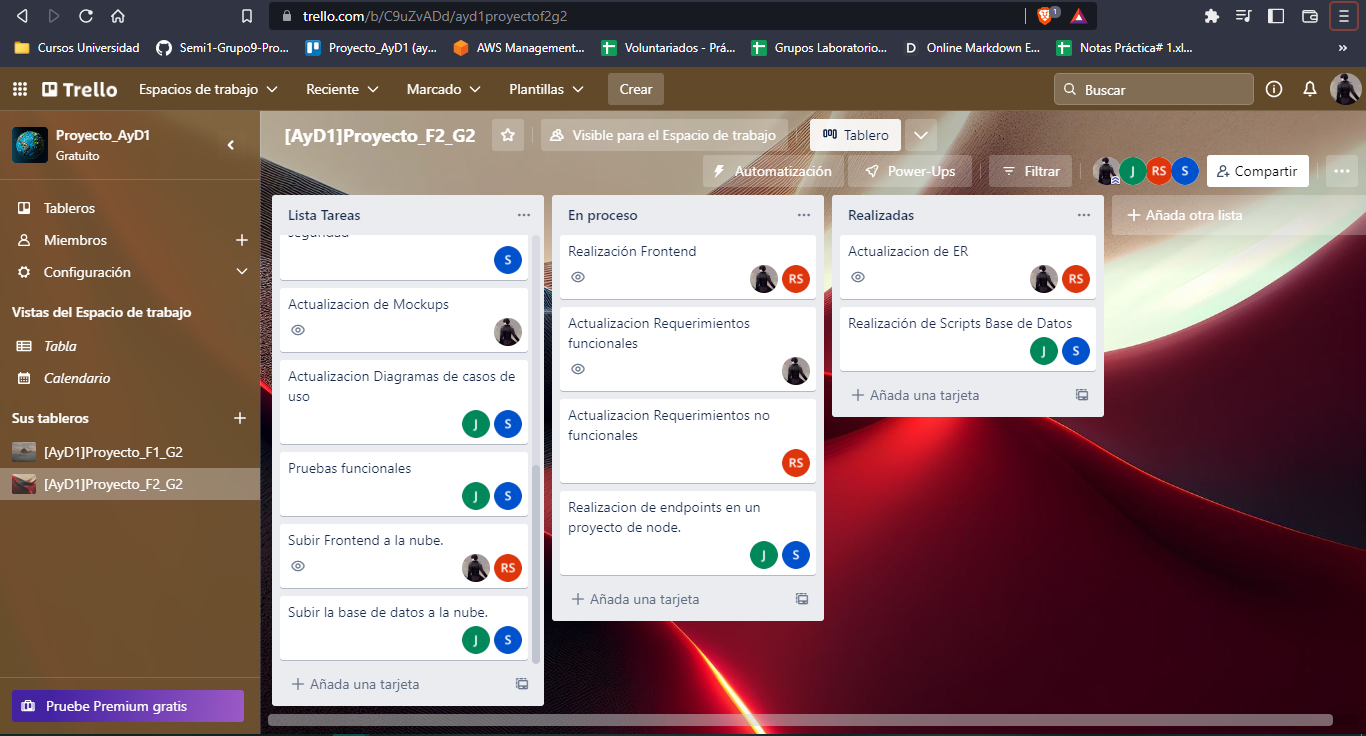 trello.com/b/C9uZvADd/ayd1proyectof2g2
1
Cursos Universidad
Semi1-Grupo9-Pro...
Proyecto_AyD1 (ay...
AWS Management...
Voluntariados - Prá...
Grupos Laboratorio...
D Online Markdown E...
Notas Práctica# 1.xl...
»
Trello
Espacios de trabajo
Reciente
Marcado
Plantillas
Crear
Buscar
Proyecto_AyD1
Gratuito
Tableros
Miembros
Configuración
Vistas del Espacio de trabajo
Tabla
Calendario
Sus tableros
[AyD1]Proyecto_F1_G2
[AyD1]Proyecto_F2_G2
Pruebe Premium gratis
[AyD1]Proyecto_F2_G2
Visible para el Espacio de trabajo
Tablero
Automatización
Power-Ups
Filtrar
J RS S
Compartir
Lista Tareas
seguridad
S
Actualizacion de Mockups
Actualizacion Diagramas de casos de
uso
J S
Pruebas funcionales
J S
Subir Frontend a la nube.
RS
Subir la base de datos a la nube.
J S
Añada una tarjeta
En proceso
Realización Frontend
RS
Actualizacion Requerimientos
funcionales
Actualizacion Requerimientos no
funcionales
RS
Realizacion de endpoints en un
proyecto de node.
J S
Añada una tarjeta
Realizadas
Actualizacion de ER
RS
Realización de Scripts Base de Datos
J S
Añada una tarjeta
Añada otra lista